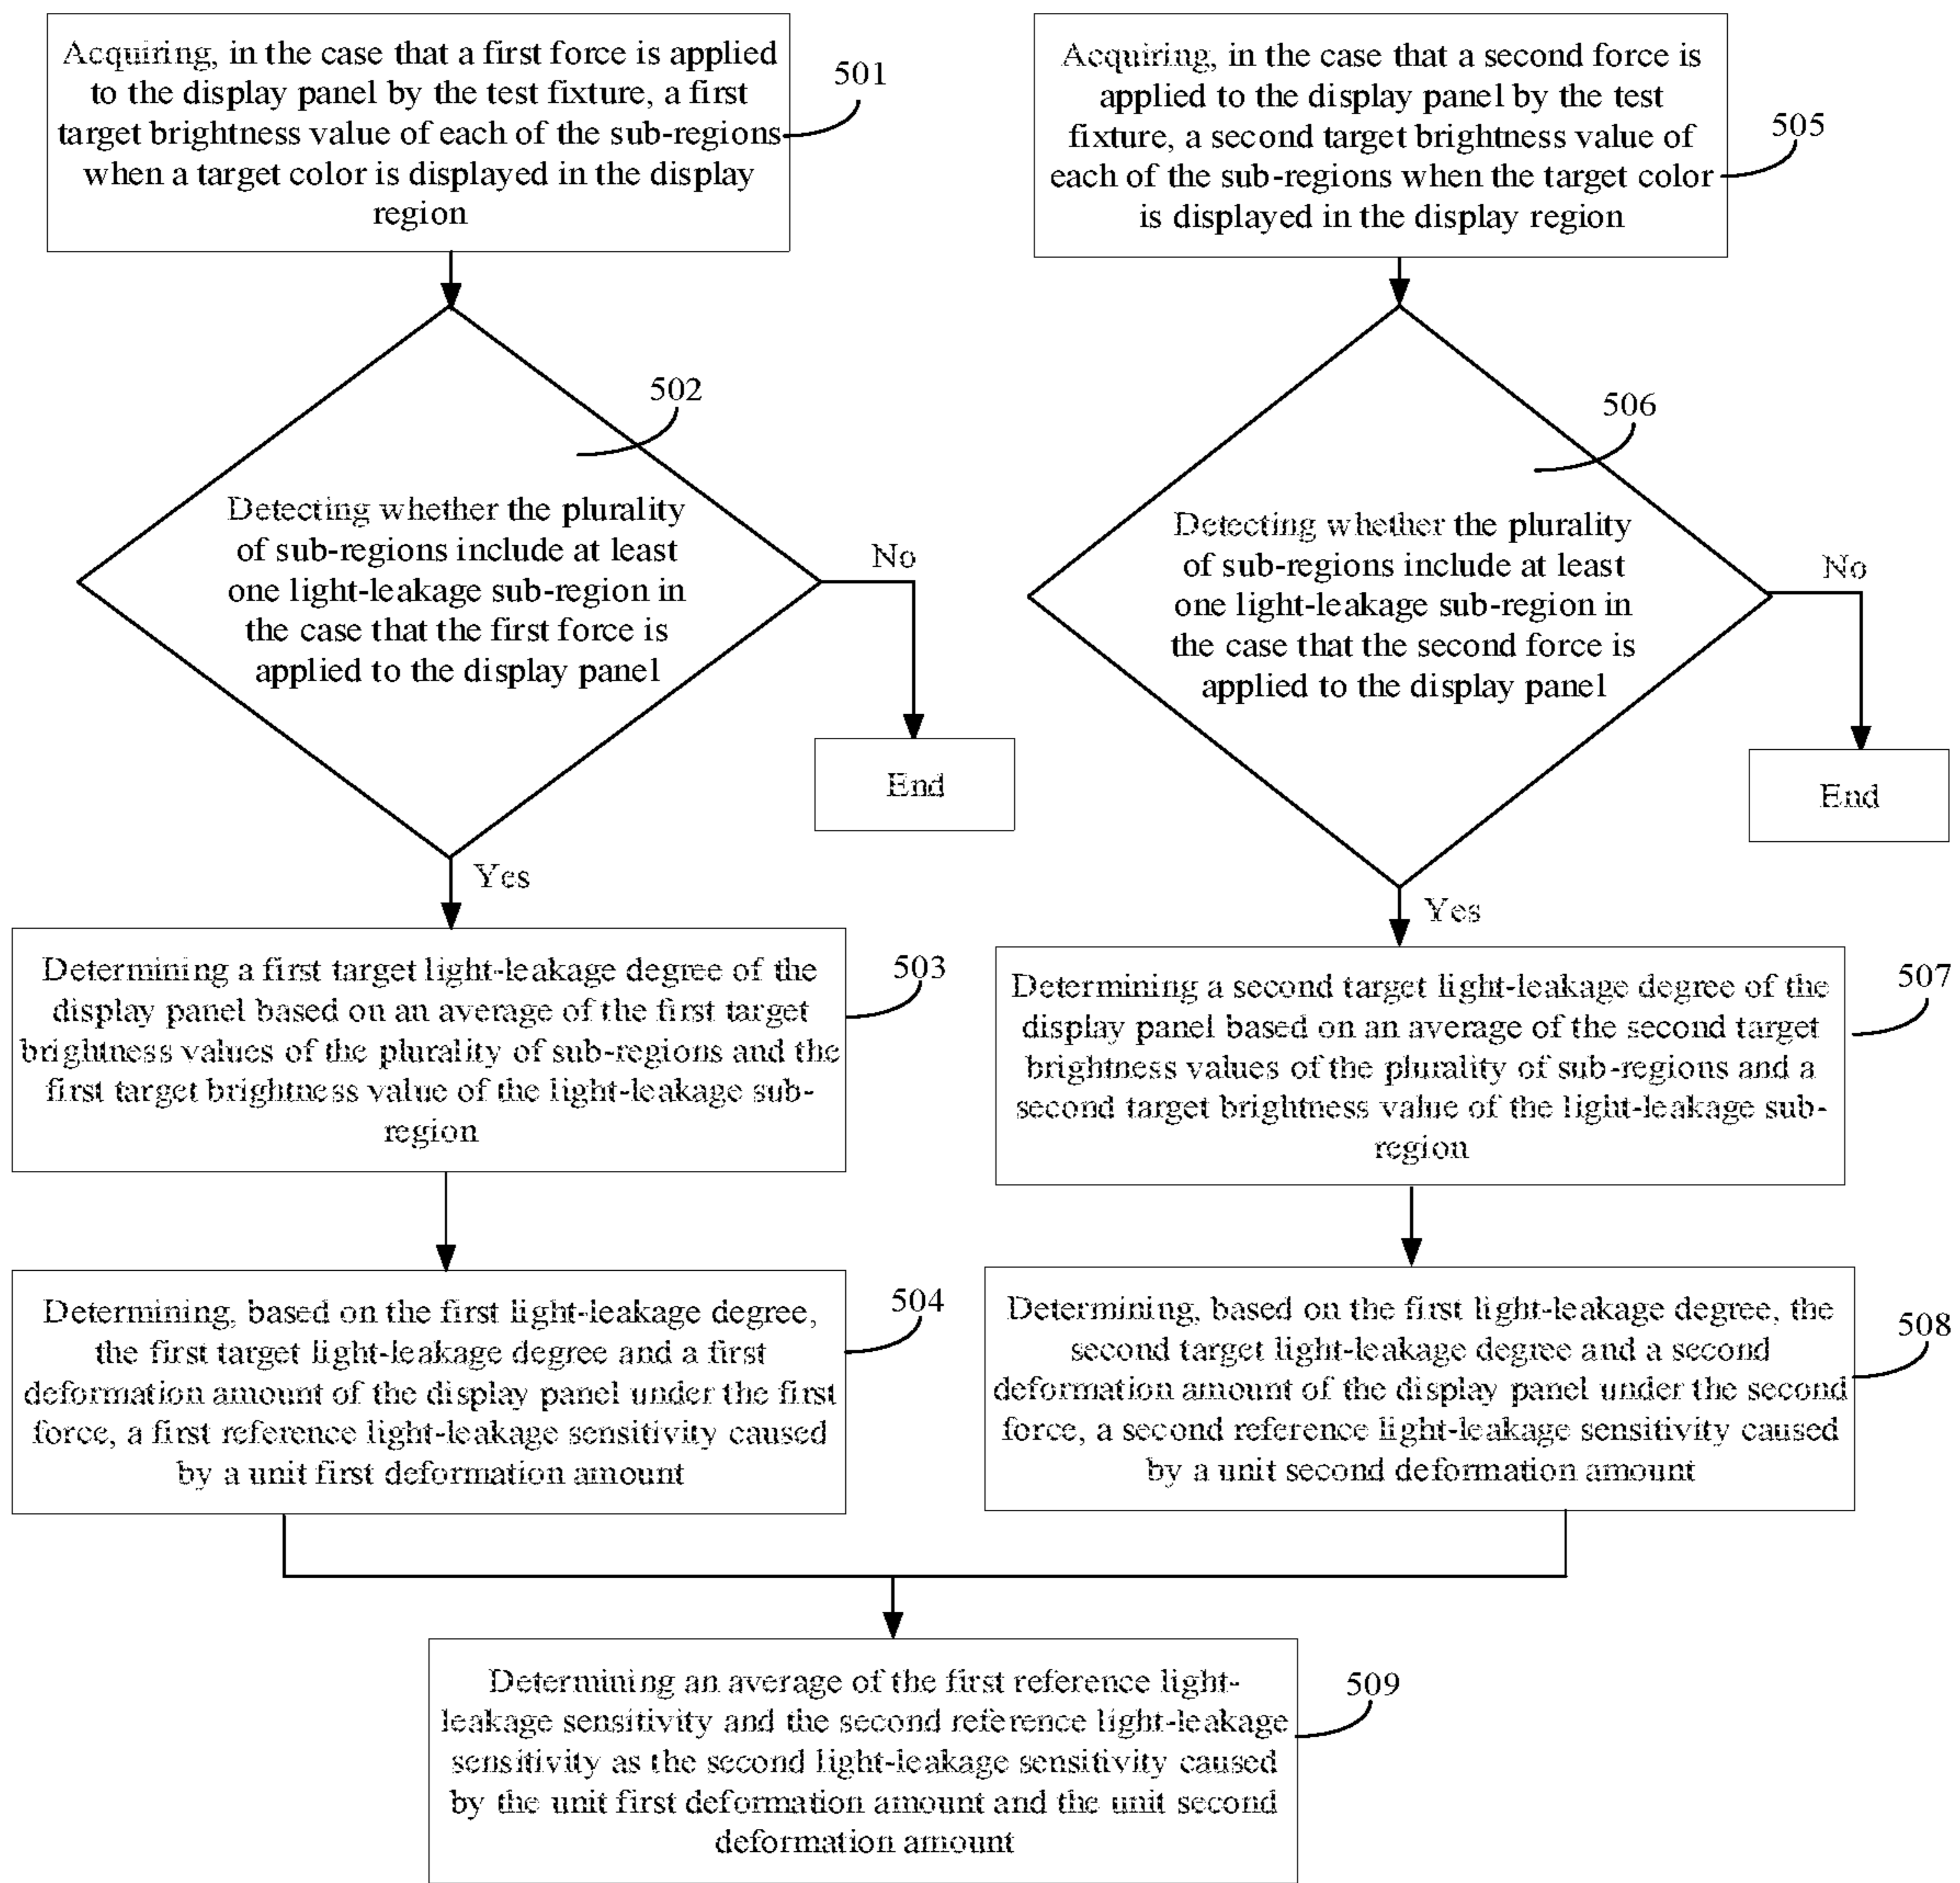 Acquiring, in the case that a first force is applied
to the display panel by the test fixture, a first
target brightness value of each of the sub-regions
when a target color is displayed in the display
region
501
502
Detecting whether the plurality
of sub-regions include at least
one light-leakage sub-region in
the case that the first force is
applied to the display panel
No
End
Yes
Determining a first target light-leakage degree of the
display panel based on an average of the first target
brightness values of the plurality of sub-regions and the
first target brightness value of the light-leakage sub-
region
503
Determining, based on the first light-leakage degree,
the first target light-leakage degree and a first
deformation amount of the display panel under the first
force, a first reference light-leakage sensitivity caused
by a unit first deformation amount
504
Acquiring, in the case that a second force is
applied to the display panel by the test
fixture, a second target brightness value of
each of the sub-regions when the target color
is displayed in the display region
505
506
Detecting whether the plurality
of sub-regions include at least
one light-leakage sub-region in
the case that the second force is
applied to the display panel
No
End
Yes
Determining a second target light-leakage degree of the
display panel based on an average of the second target
brightness values of the plurality of sub-regions and a
second target brightness value of the light-leakage sub-
region
507
Determining, based on the first light-leakage degree, the
second target light-leakage degree and a second
deformation amount of the display panel under the second
force, a second reference light-leakage sensitivity caused
by a unit second deformation amount
508
Determining an average of the first reference light-
leakage sensitivity and the second reference light-leakage
sensitivity as the second light-leakage sensitivity caused
by the unit first deformation amount and the unit second
deformation amount
509